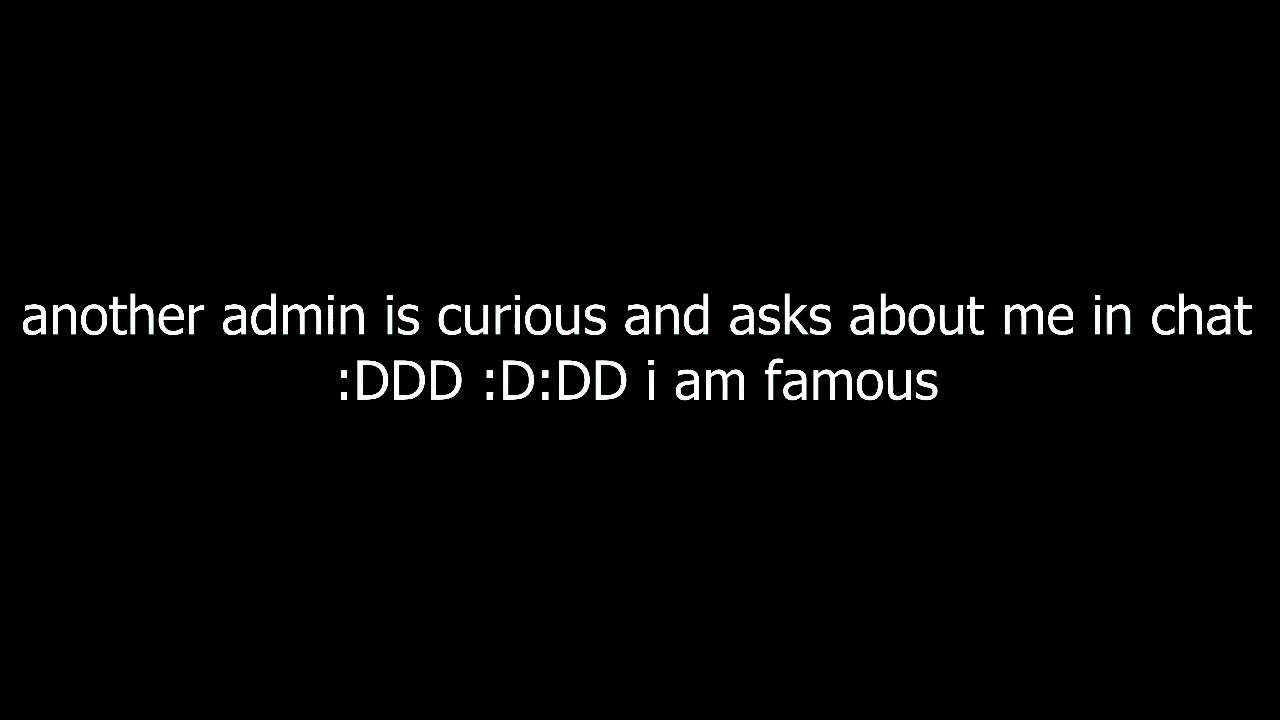 another admin is curious and asks about me in chat
:DDD :D:DD i am famous